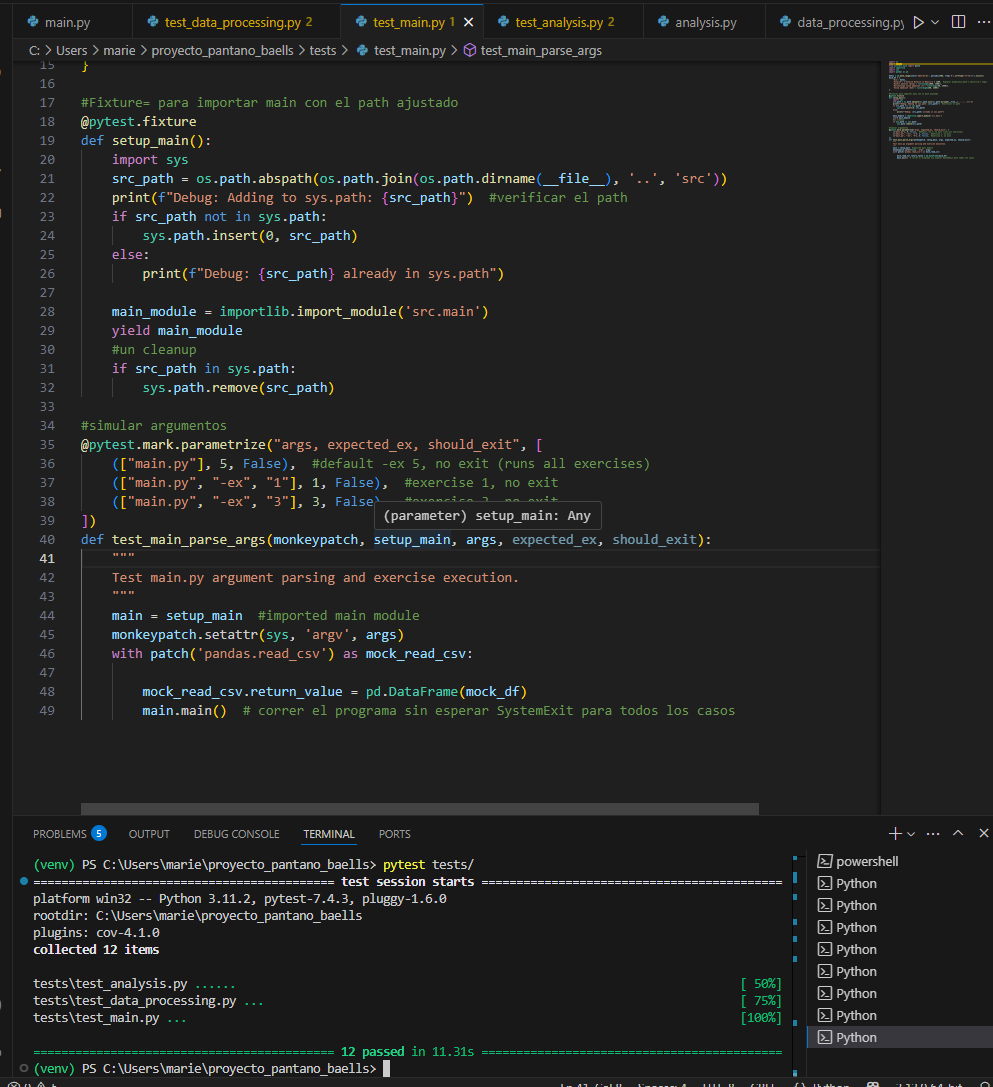 main.py test_data_processing.py 2 test_main.py 1 test_analysis.py 2 analysis.py data_processing.py
C: > Users > marie > proyecto_pantano_baells > tests > test_main.py > test_main_parse_args
15 }
16
17 #Fixture= para importar main con el path ajustado
18 @pytest.fixture
19 def setup_main():
20 import sys
21 src_path = os.path.abspath(os.path.join(os.path.dirname(__file__), '..', 'src'))
22 print(f"Debug: Adding to sys.path: {src_path}")  #verificar el path
23 if src_path not in sys.path:
24 sys.path.insert(0, src_path)
25 else:
26 print(f"Debug: {src_path} already in sys.path")
27
28 main_module = importlib.import_module('src.main')
29 yield main_module
30 #un cleanup
31 if src_path in sys.path:
32 sys.path.remove(src_path)
33
34 #simular argumentos
35 @pytest.mark.parametrize("args, expected_ex, should_exit", [
36 (["main.py"], 5, False),  #default -ex 5, no exit (runs all exercises)
37 (["main.py", "-ex", "1"], 1, False),  #exercise 1, no exit
38 (["main.py", "-ex", "3"], 3, False)
(parameter) setup_main: Any
39 ])
40 def test_main_parse_args(monkeypatch, setup_main, args, expected_ex, should_exit):
41 """
42 Test main.py argument parsing and exercise execution.
43 """
44 main = setup_main  #imported main module
45 monkeypatch.setattr(sys, 'argv', args)
46 with patch('pandas.read_csv') as mock_read_csv:
47
48 mock_read_csv.return_value = pd.DataFrame(mock_df)
49 main.main()  # correr el programa sin esperar SystemExit para todos los casos
PROBLEMS 5 OUTPUT DEBUG CONSOLE TERMINAL PORTS
(venv) PS C:\Users\marie\proyecto_pantano_baells> pytest tests/
============ test session starts ============
platform win32 -- Python 3.11.2, pytest-7.4.3, pluggy-1.6.0
rootdir: C:\Users\marie\proyecto_pantano_baells
plugins: cov-4.1.0
collected 12 items
tests\test_analysis.py ...... [ 50%]
tests\test_data_processing.py ... [ 75%]
tests\test_main.py ... [100%]
============ 12 passed in 11.31s ============
(venv) PS C:\Users\marie\proyecto_pantano_baells>
powershell
Python
Python
Python
Python
Python
Python
Python
Python